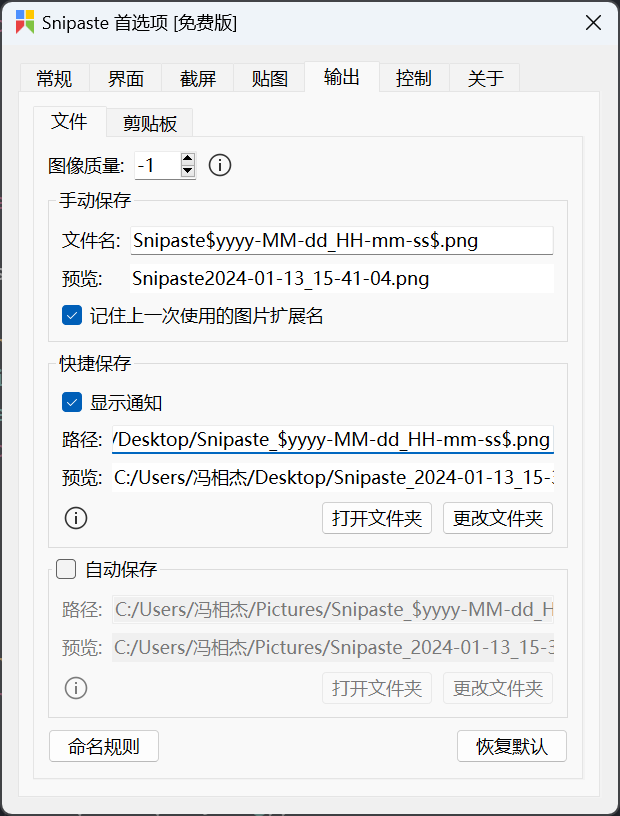 Snipaste 首选项 [免费版]
常规 界面 截屏 贴图 输出 控制 关于
文件 剪贴板
图像质量: -1
手动保存
文件名: Snipaste$yyyy-MM-dd_HH-mm-ss$.png
预览: Snipaste2024-01-13_15-41-04.png
记住上一次使用的图片扩展名
快捷保存
显示通知
路径: /Desktop/Snipaste_$yyyy-MM-dd_HH-mm-ss$.png
预览: C:/Users/冯相杰/Desktop/Snipaste_2024-01-13_15-3
打开文件夹 更改文件夹
自动保存
路径: C:/Users/冯相杰/Pictures/Snipaste_$yyyy-MM-dd_H
预览: C:/Users/冯相杰/Pictures/Snipaste_2024-01-13_15-3
打开文件夹 更改文件夹
命名规则 恢复默认